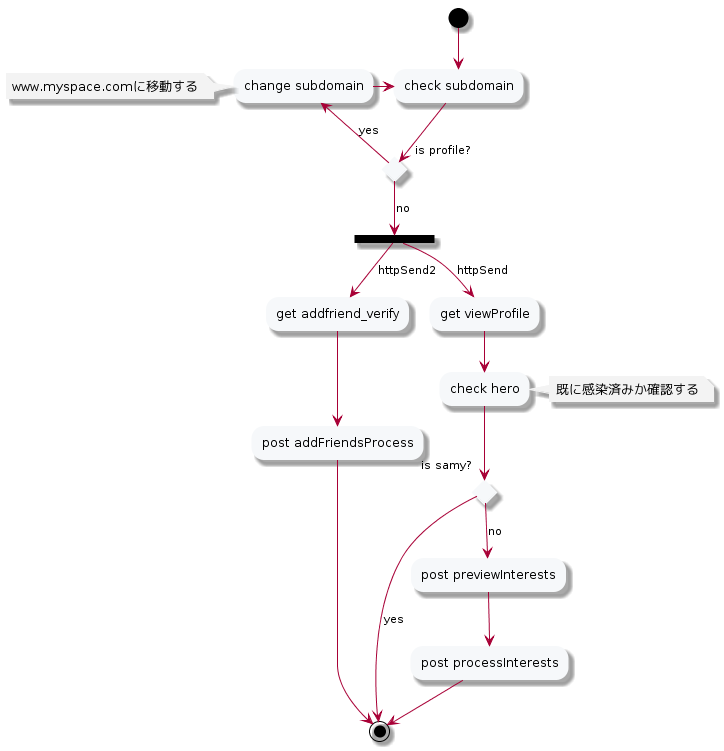 www.myspace.comに移動する
change subdomain
check subdomain
yes
is profile?
no
httpSend2
httpSend
get addfriend_verify
get viewProfile
check hero
既に感染済みか確認する
post addFriendsProcess
is samy?
no
post previewInterests
yes
post processInterests